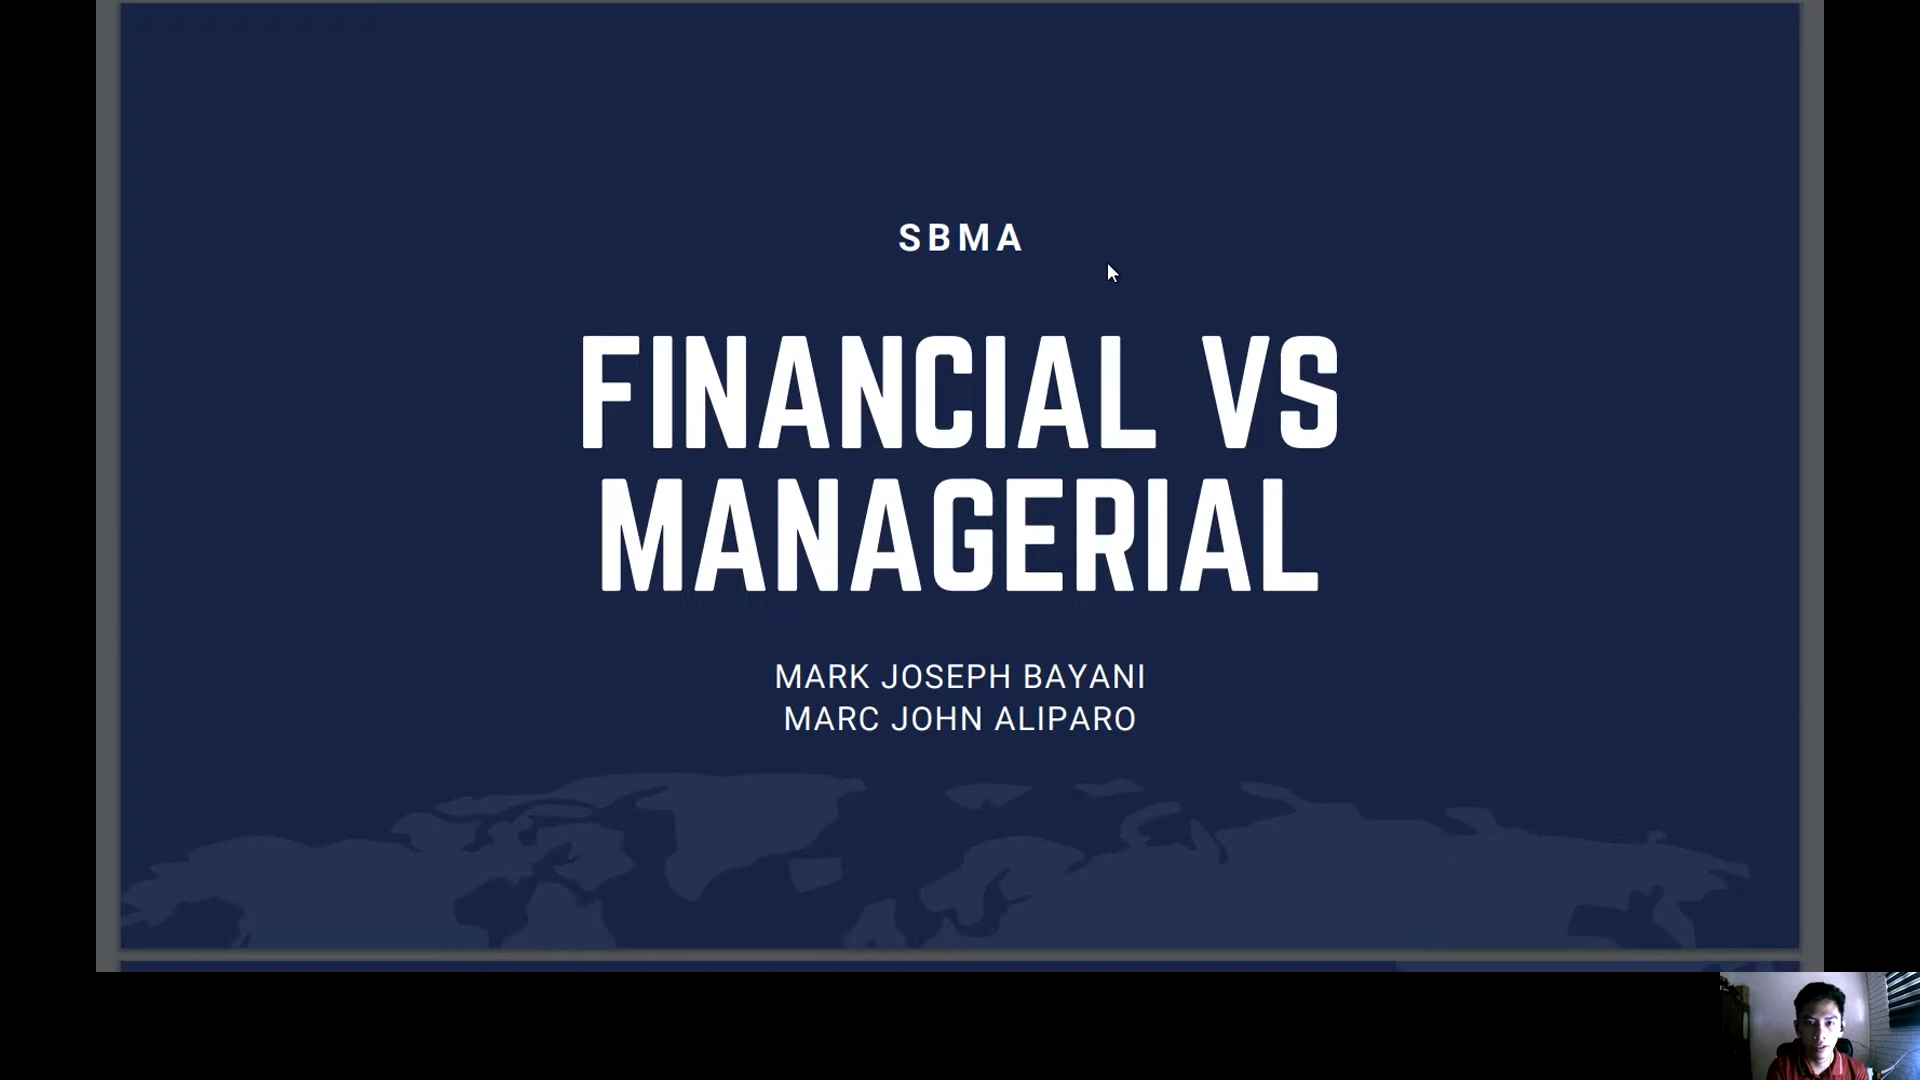 SBMA
FINANCIAL VS
MANAGERIAL
MARK JOSEPH BAYANI
MARC JOHN ALIPARO